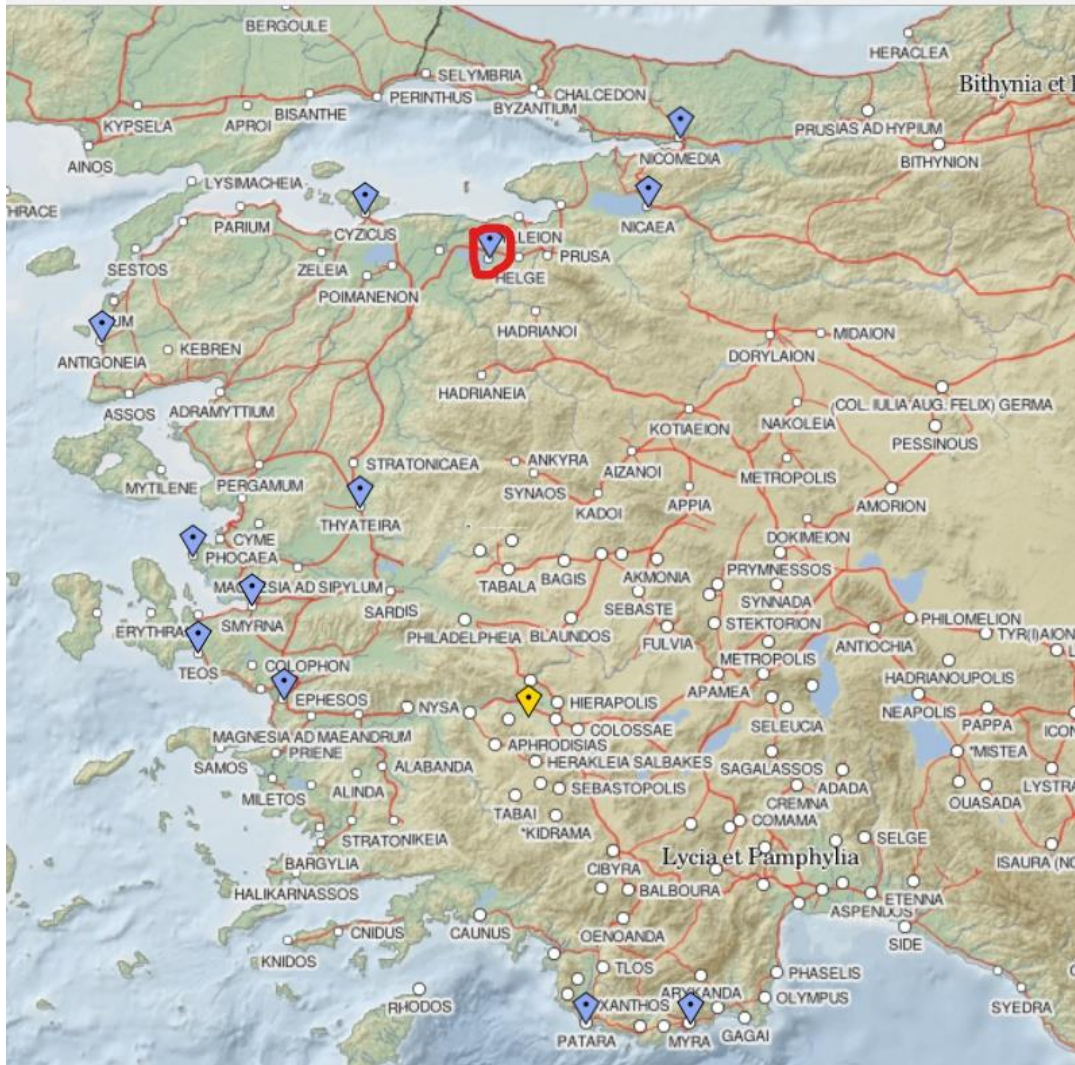 BERGOULE
HERACLEA
SELYMBRIA
Bithynia et
PERINTHUS
CHALCEDON
BYZANTIUM
BISANTHE
APROI
KYPSELA
PRUSIAS AD HYPIUM
BITHYNION
NICOMEDIA
AINOS
LYSIMACHEIA
THRACE
PARIUM
CYZICUS
NICAEA
LEION
SESTOS
ZELEIA
PRUSA
POIMANENON
HELGE
UM
HADRIANOI
MIDAION
ANTIGONEIA
KEBREN
DORYLAION
HADRIANEIA
ASSOS
ADRAMYTTIUM
(COL. IULIA AUG. FELIX) GERMA
NAKOLEIA
KOTIAEION
PESSINOUS
STRATONICAEA
ANKYRA
AIZANOI
METROPOLIS
MYTILENE
PERGAMUM
SYNAOS
APPIA
AMORION
KADOI
THYATEIRA
CYME
DOKIMEION
PHOCAEA
PRYMNESSOS
AKMONIA
BAGIS
TABALA
MAGNESIA AD SIPYLUM
SYNNADA
SARDIS
SEBASTE
PHILOMELION
STEKTORION
SMYRNA
ERYTHRA
PHILADELPHEIA
BLAUNDOS
FULVIA
ANTIOCHIA
TYR(I)AION
METROPOLIS
COLOPHON
TEOS
HADRIANOUPOLIS
APAMEA
EPHESOS
NYSA
HIERAPOLIS
SELEUCIA
NEAPOLIS
PAPPA
ICON
COLOSSAE
MAGNESIA AD MAEANDRUM
APHRODISIAS
PRIENE
*MISTEA
HERAKLEIA SALBAKES
SAMOS
ALABANDA
SAGALASSOS
LYSTRA
SEBASTOPOLIS
ADADA
ALINDA
MILETOS
OUASADA
CREMNA
TABAI
COMAMA
*KIDRAMA
STRATONIKEIA
SELGE
Lycia et Pamphylia
ISAURA (NO
BARGYLIA
CIBYRA
BALBOURA
HALIKARNASSOS
ETENNA
ASPENDOS
CNIDUS
CAUNUS
OENOANDA
SIDE
KNIDOS
TLOS
PHASELIS
ARYKANDA
RHODOS
XANTHOS
OLYMPUS
SYEDRA
GAGAI
PATARA
MYRA